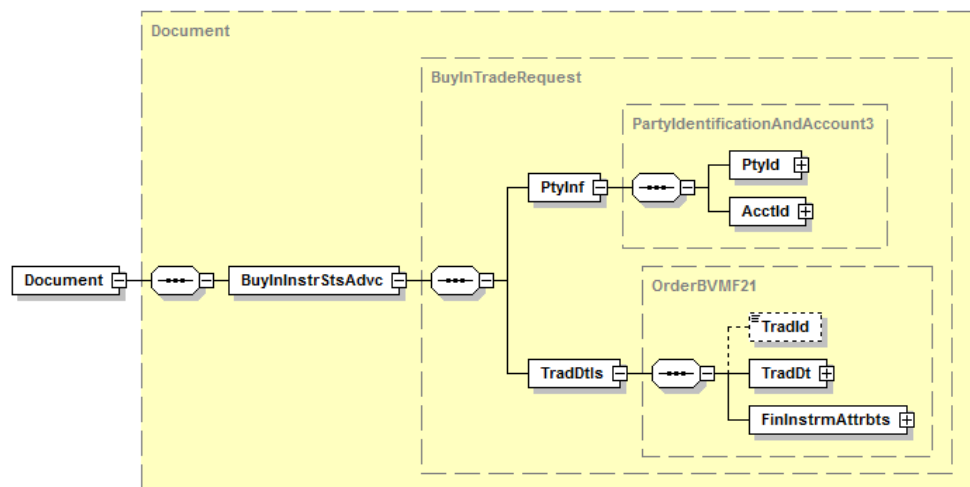 Document
BuyInTradeRequest
PartyIdentificationAndAccount3
PtyId
PtyInf
AcctId
Document
BuyInInstrStsAdvc
OrderBVMF21
TradId
TradDtls
TradDt
FinInstrmAttrbts